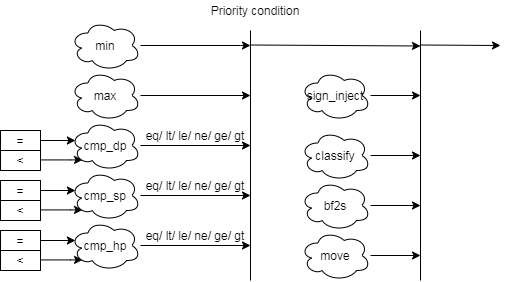 Priority condition
min
max
sign_inject
=
<
cmp_dp
eq/ lt/ le/ ne/ ge/ gt
classify
=
<
cmp_sp
eq/ lt/ le/ ne/ ge/ gt
bf2s
=
<
cmp_hp
eq/ lt/ le/ ne/ ge/ gt
move